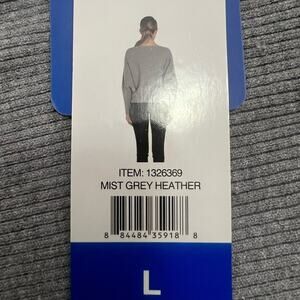 ITEM: 1326369
MIST GREY HEATHER
8 84484 35918 8
L